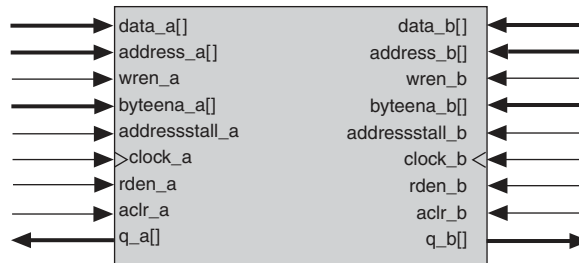 data_a[] data_b[]
address_a[] address_b[]
wren_a wren_b
byteena_a[] byteena_b[]
addressstall_a addressstall_b
clock_a clock_b
rden_a rden_b
aclr_a aclr_b
q_a[] q_b[]